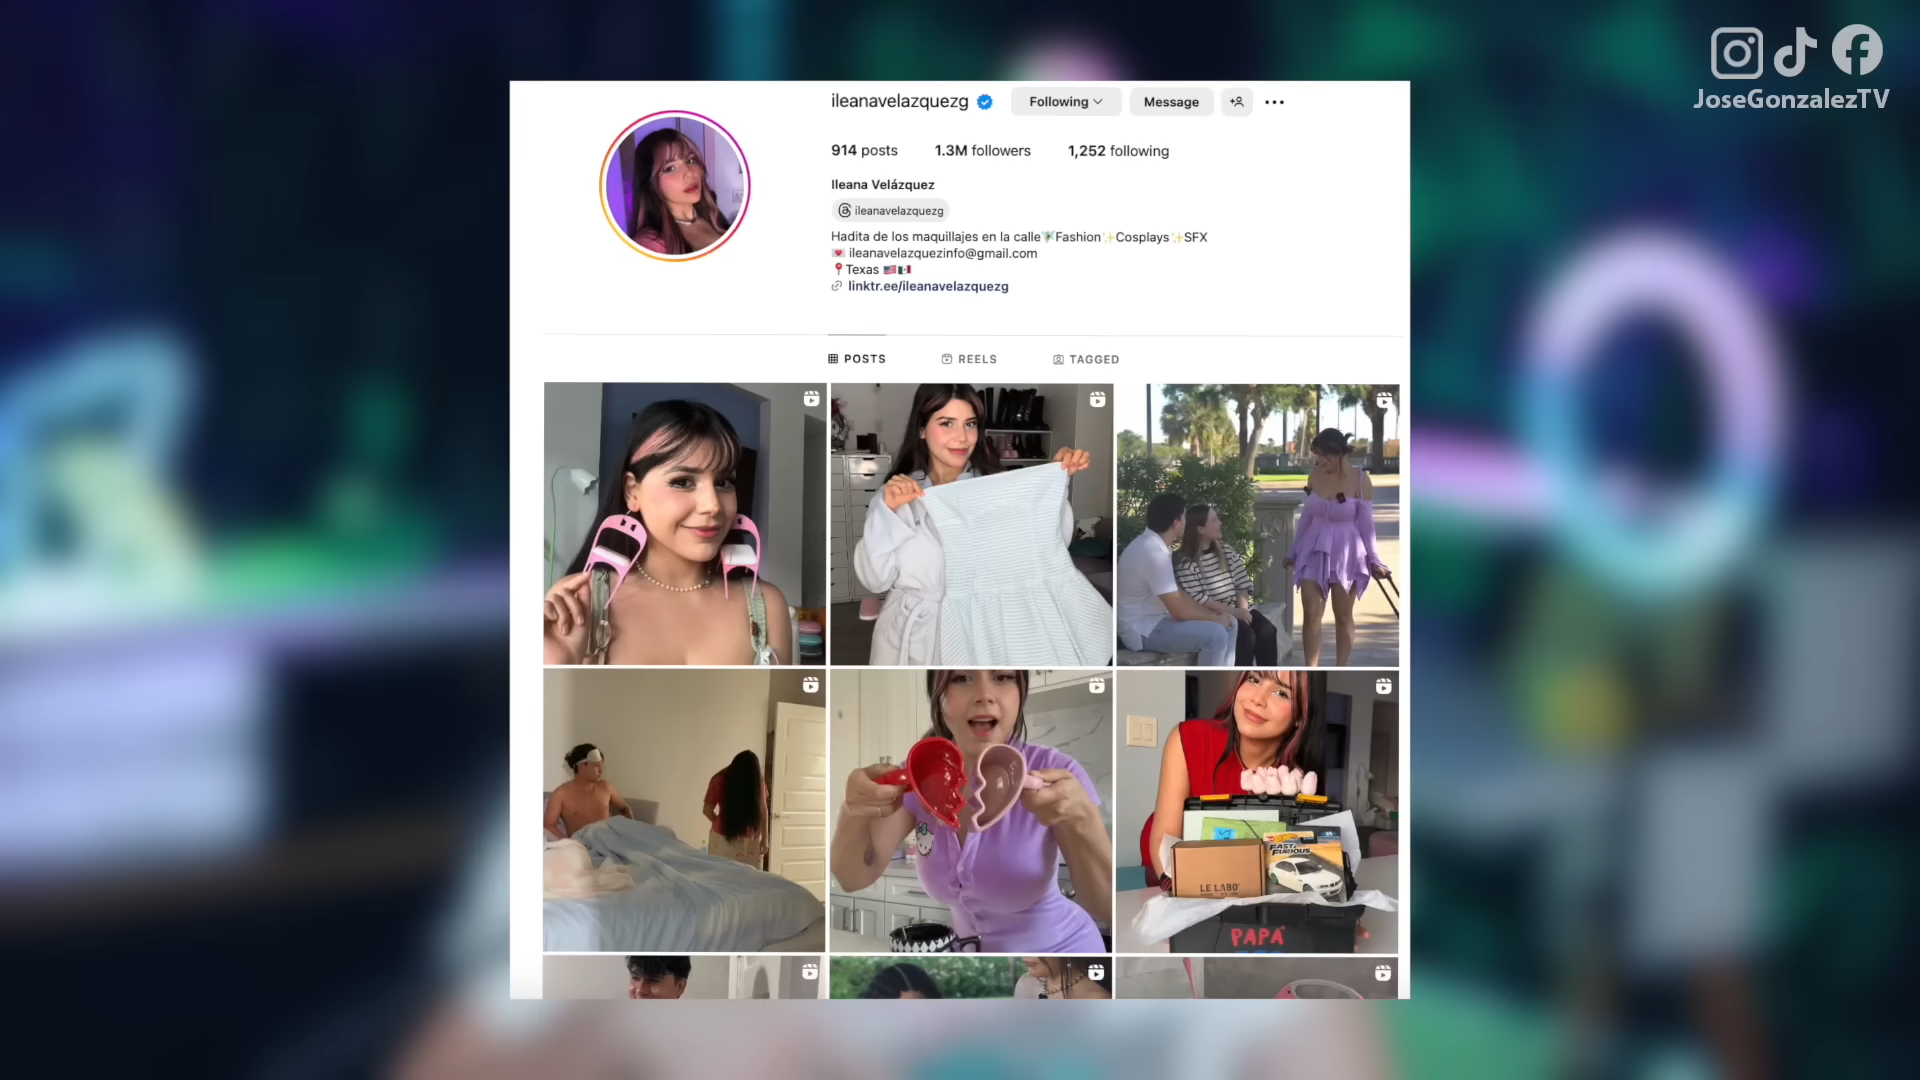 JoseGonzalezTV
ileanavelazquezg Following Message
914 posts 1.3M followers 1,252 following
Ileana Velázquez
ileanavelazquezg
Hadita de los maquillajes en la calle🧚Fashion✨Cosplays✨SFX
💌 ileanavelazquezinfo@gmail.com
📍Texas 🇺🇸🇲🇽
linktr.ee/ileanavelazquezg
POSTS REELS TAGGED
LE LABO
FAST & FURIOUS
PAPÁ